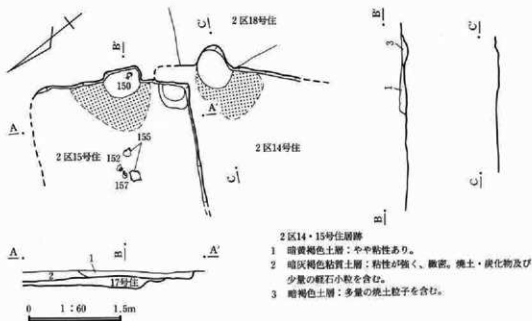 C'
2区18号住
B'
150
A
A'
155
152
157
2区15号住
2区14号住
C
B'
3
1
B
C'
C
A
1
B
A'
2
17号住
0 1:60 1.5m
2区14・15号住居跡
1 暗黄褐色土層：やや粘性あり。
2 暗灰褐色粘質土層：粘性が強く、緻密。焼土・炭化物及び
少量の軽石小粒を含む。
3 暗褐色土層：多量の焼土粒子を含む。